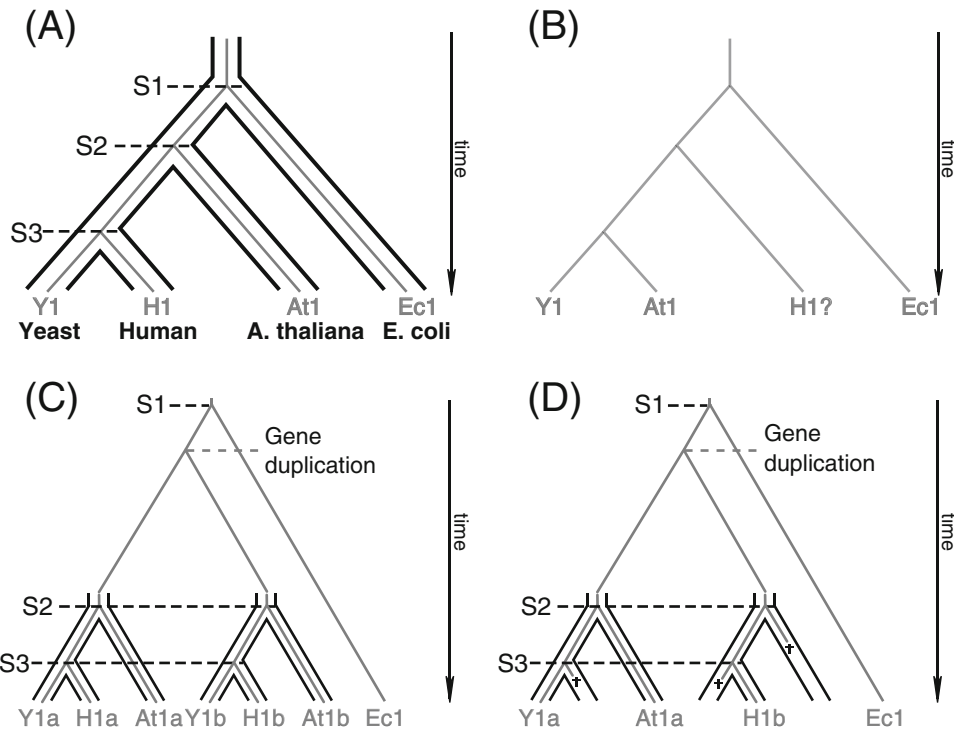 (A)
S1
S2
S3
time
Y1 H1 At1 Ec1
Yeast Human A. thaliana E. coli
(B)
time
Y1 At1 H1? Ec1
(C)
S1
Gene
duplication
time
S2
S3
Y1a H1a At1a Y1b H1b At1b Ec1
(D)
S1
Gene
duplication
time
S2
S3
Y1a At1a H1b Ec1